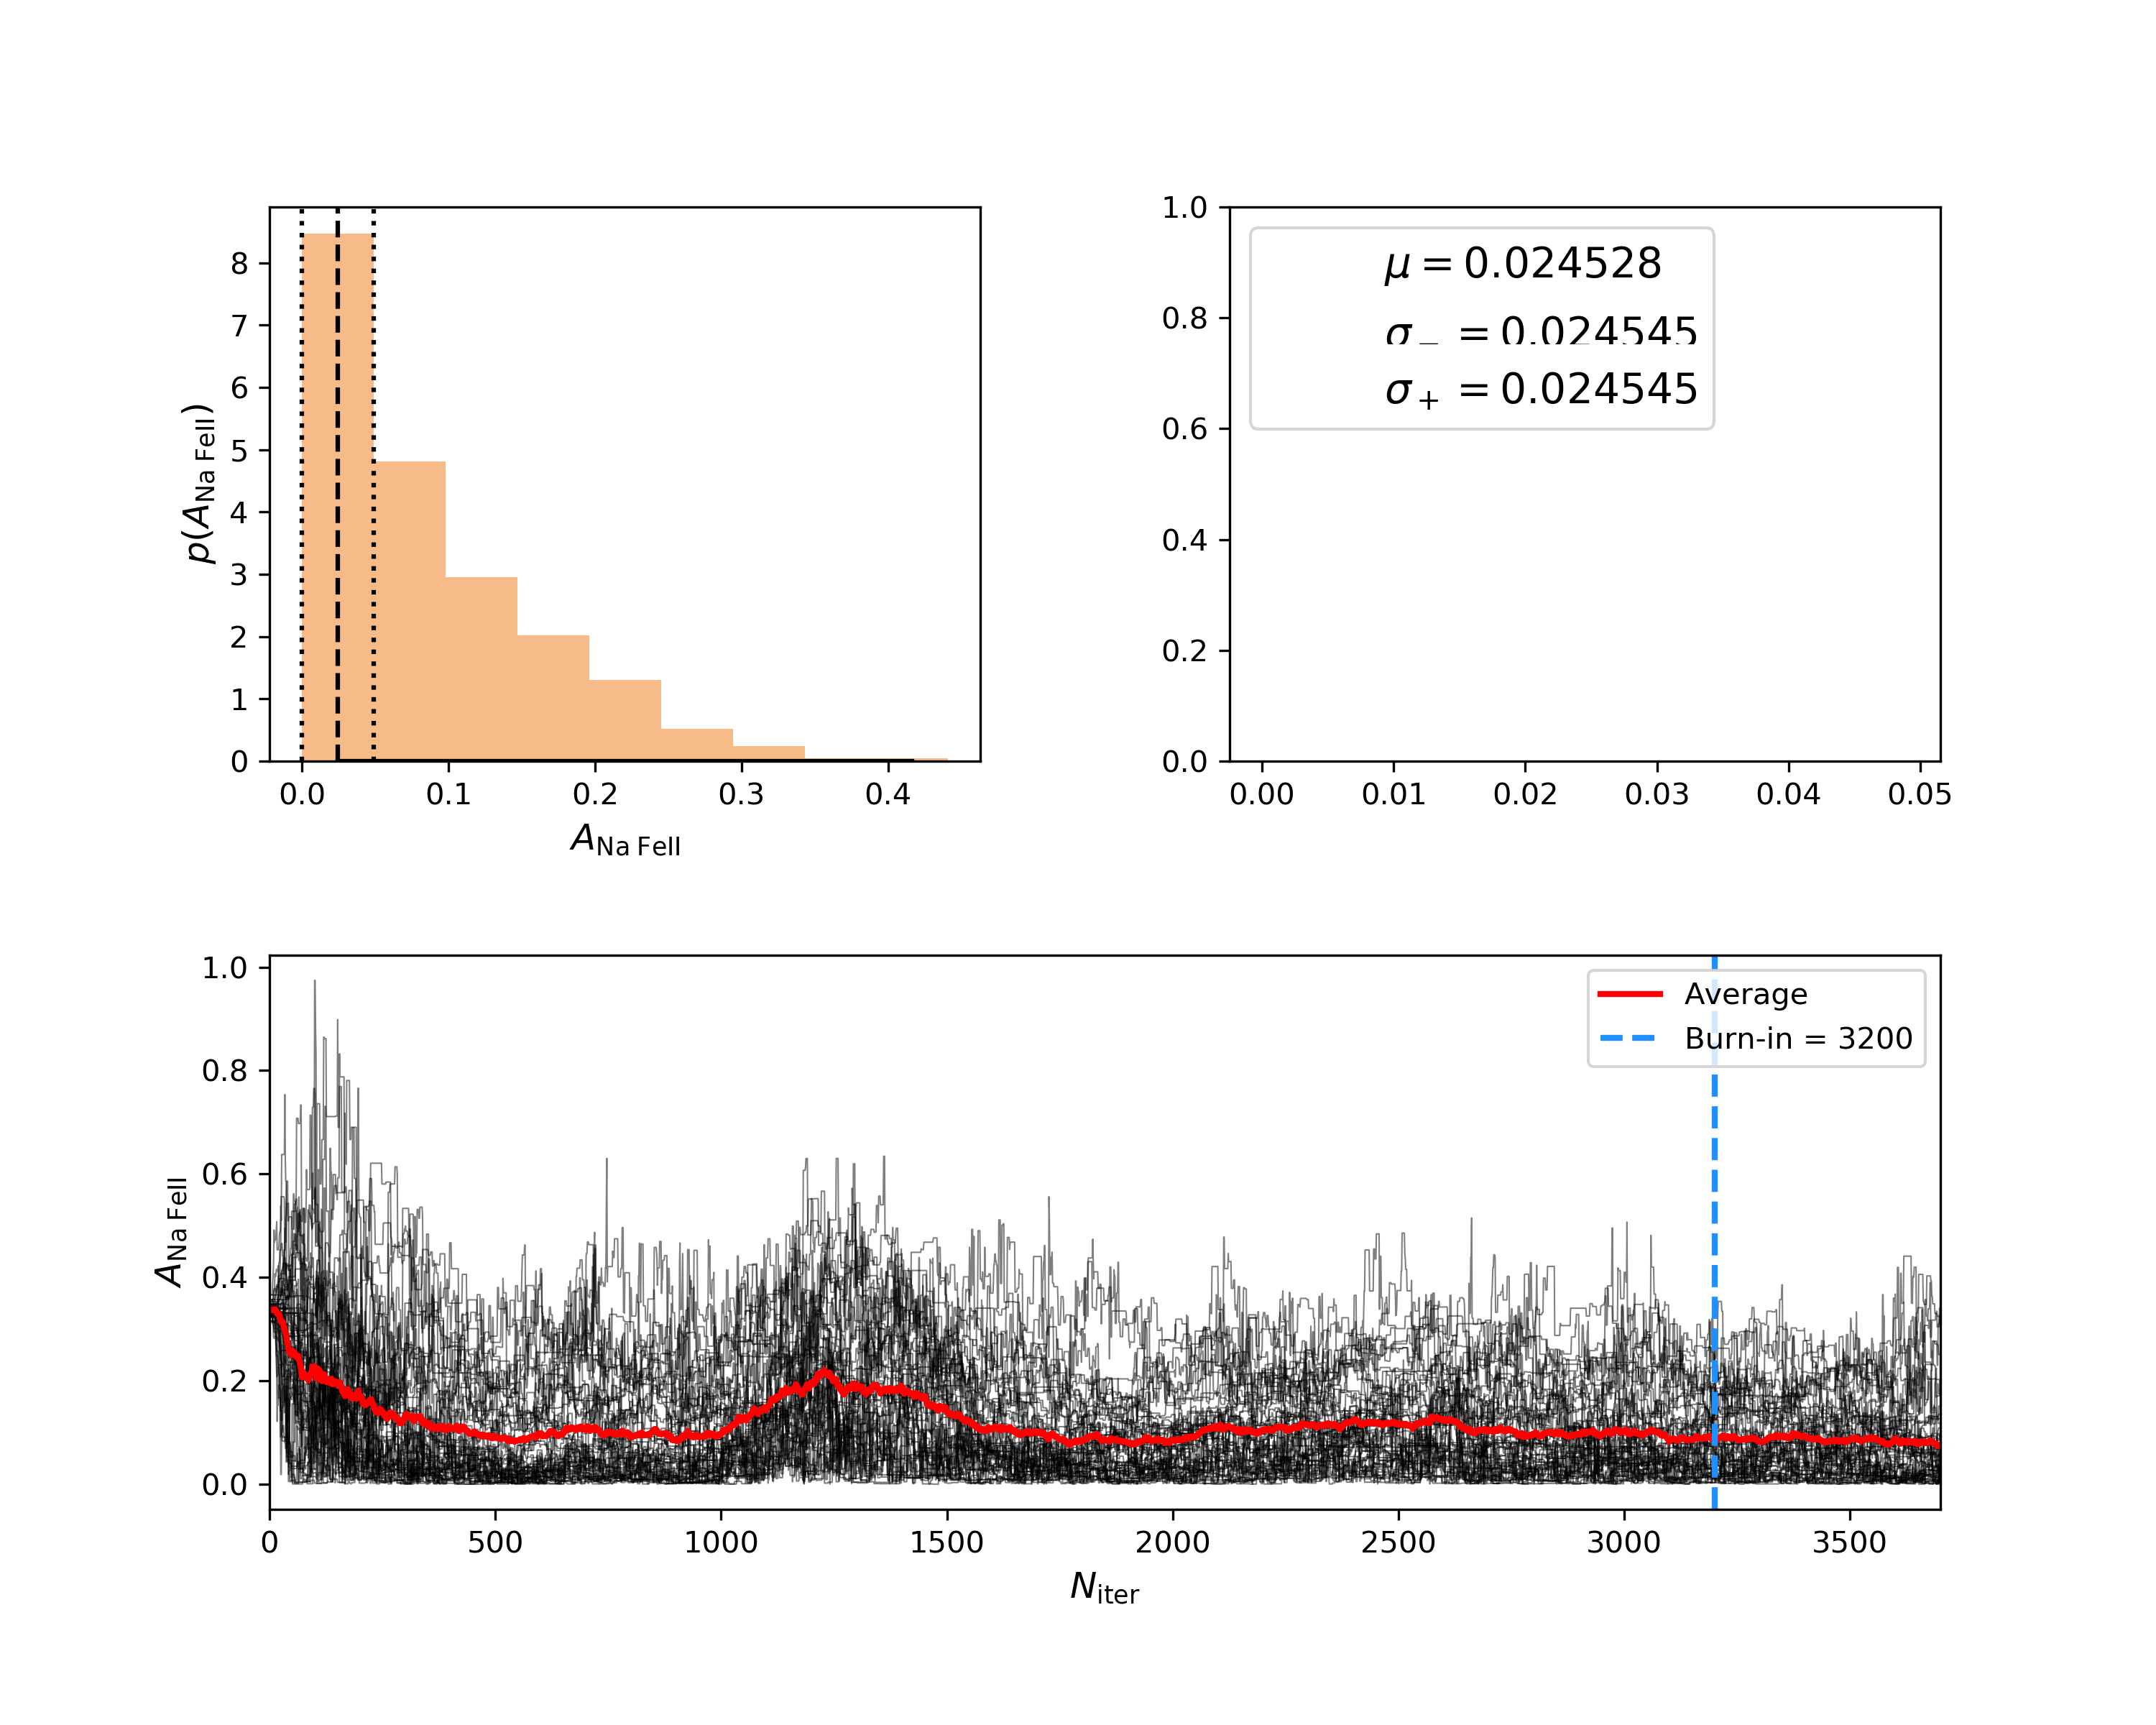 8
7
6
5
4
3
2
1
0
p(A_Na FeII)
0.0 0.1 0.2 0.3 0.4
A_Na FeII
1.0
0.8
0.6
0.4
0.2
0.0
μ = 0.024528
σ_− = 0.024545
σ_+ = 0.024545
0.00 0.01 0.02 0.03 0.04 0.05
1.0
0.8
0.6
0.4
0.2
0.0
A_Na FeII
Average
Burn-in = 3200
0 500 1000 1500 2000 2500 3000 3500
N_iter